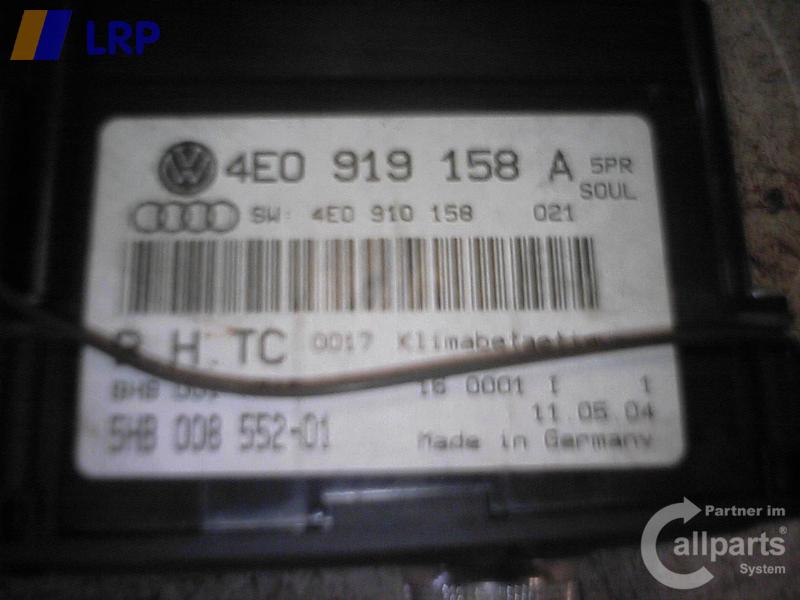 LRP
4E0 919 158 A 5PR
SOUL
SW: 4E0 910 158 021
B.H.TC 0017
16 0001 I 1
11.05.04
5HB 008 552-01 Made in Germany
Partner im
Callparts®
System